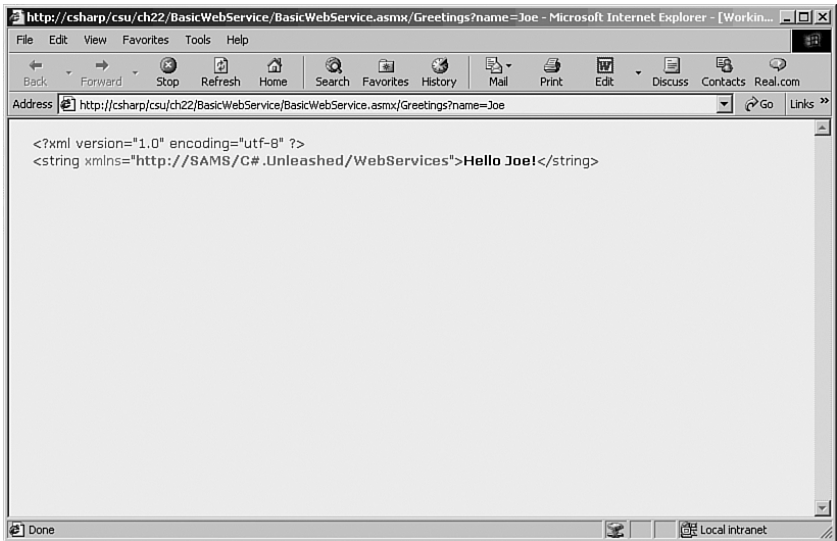 http://csharp/csu/ch22/BasicWebService/BasicWebService.asmx/Greetings?name=Joe - Microsoft Internet Explorer - [Workin...
File Edit View Favorites Tools Help
Back Forward Stop Refresh Home Search Favorites History Mail Print Edit Discuss Contacts Real.com
Address http://csharp/csu/ch22/BasicWebService/BasicWebService.asmx/Greetings?name=Joe Go Links »
<?xml version="1.0" encoding="utf-8" ?>
<string xmlns="http://SAMS/C#.Unleashed/WebServices">Hello Joe!</string>
Done Local intranet